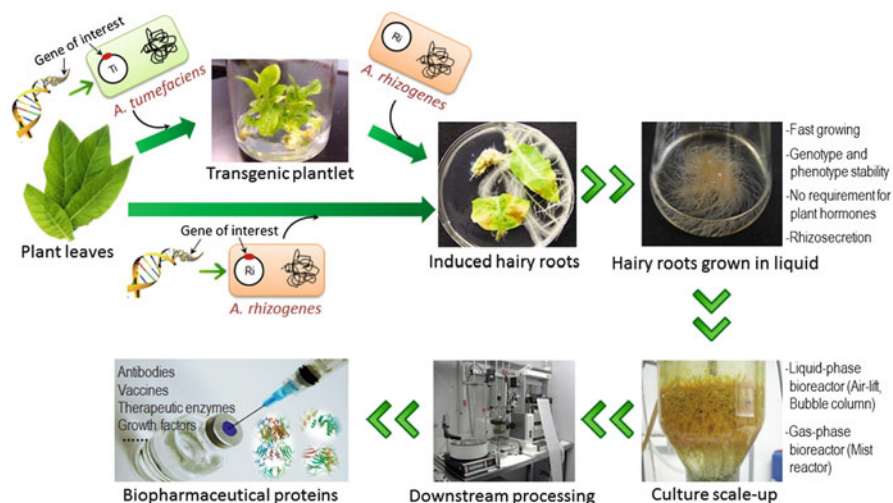 Gene of interest
Ti
A. tumefaciens
Ri
A. rhizogenes
Plant leaves
Transgenic plantlet
Gene of interest
Ri
A. rhizogenes
Induced hairy roots
Hairy roots grown in liquid
-Fast growing
-Genotype and
phenotype stability
-No requirement for
plant hormones
-Rhizosecretion
Antibodies
Vaccines
Therapeutic enzymes
Growth factors
......
Biopharmaceutical proteins
Downstream processing
Culture scale-up
-Liquid-phase
bioreactor (Air-lift,
Bubble column)
-Gas-phase
bioreactor (Mist
reactor)